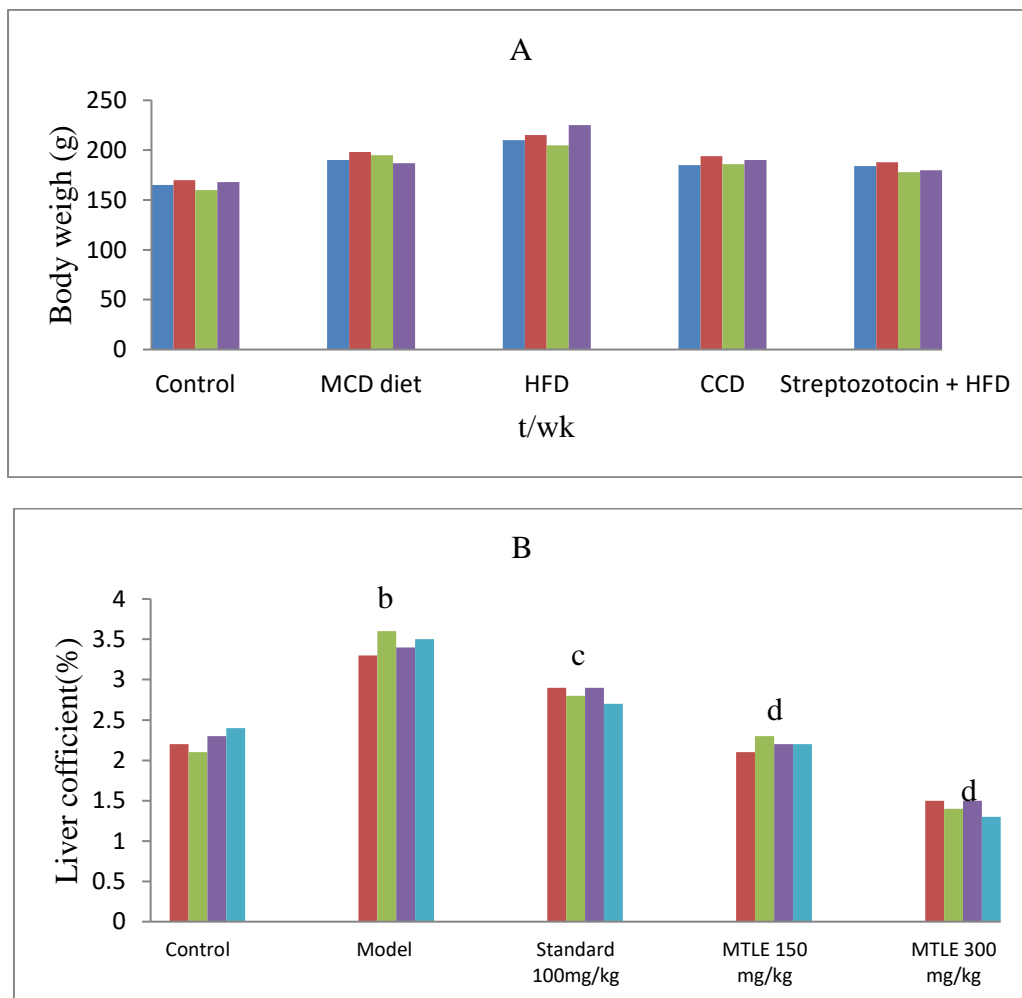 A
250
200
150
100
50
0
Body weigh (g)
Control MCD diet HFD CCD Streptozotocin + HFD
t/wk
B
4
3.5
3
2.5
2
1.5
1
0.5
0
Liver cofficient(%)
b
c
d
d
Control Model Standard 100mg/kg MTLE 150 mg/kg MTLE 300 mg/kg